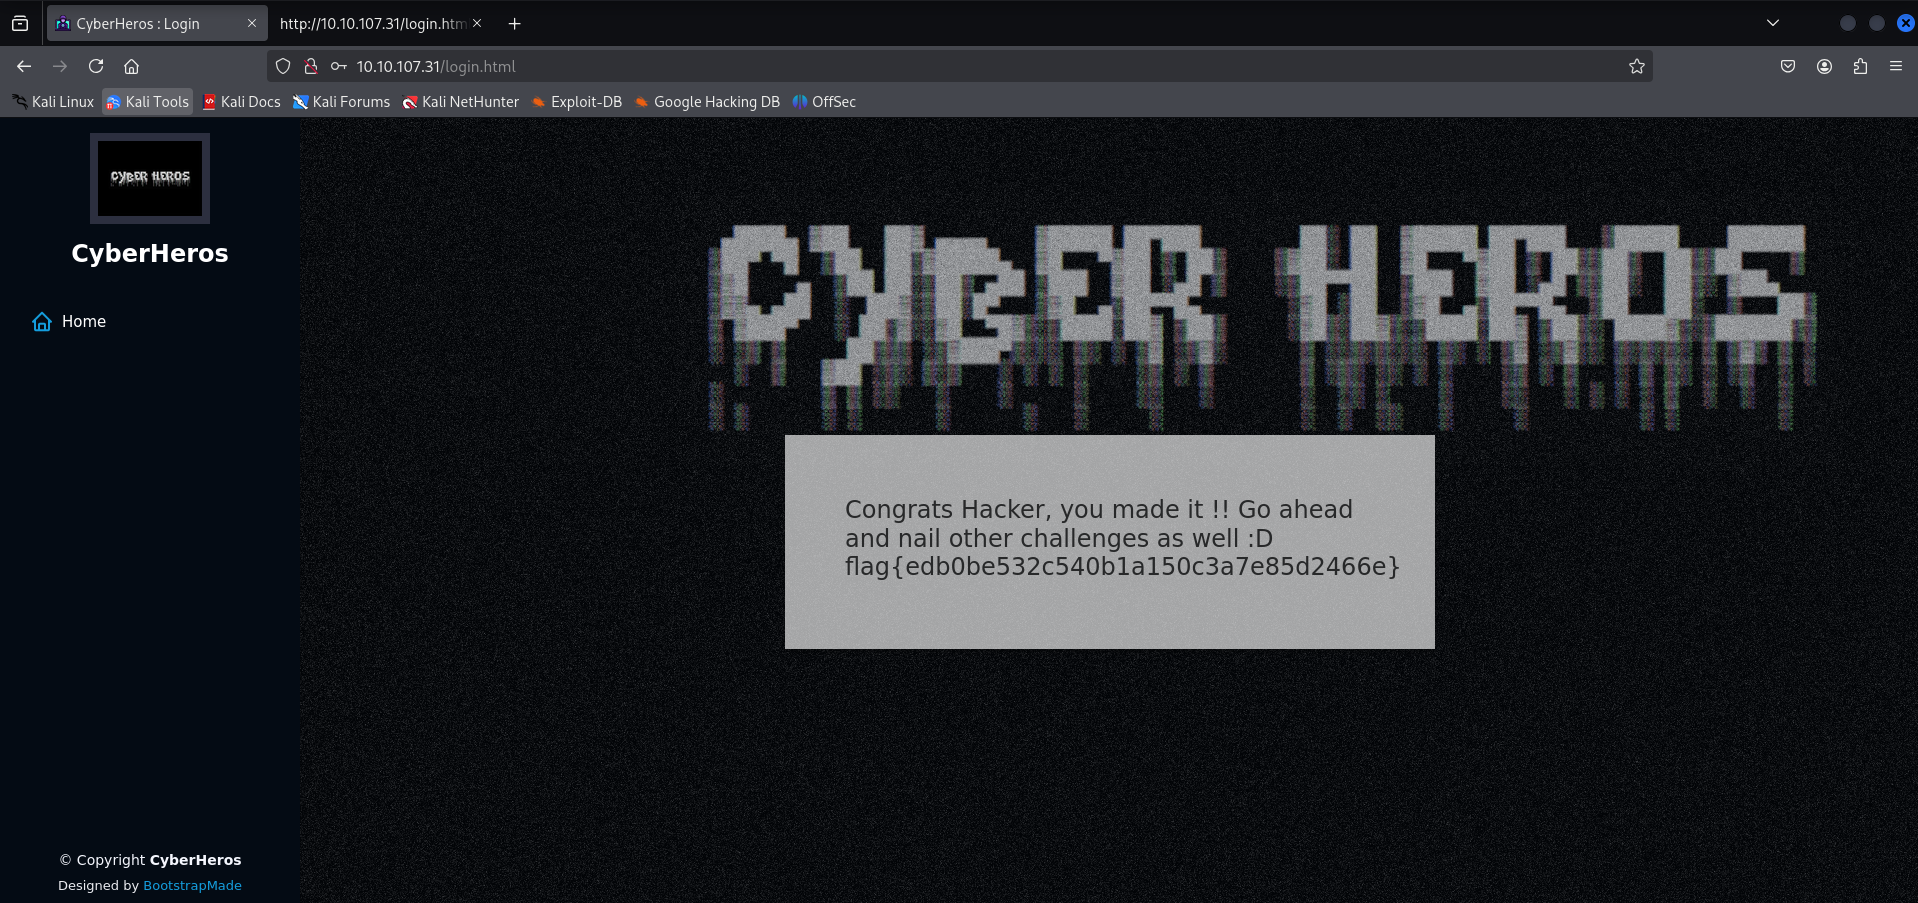 CyberHeros : Login
http://10.10.107.31/login.htm
10.10.107.31/login.html
Kali Linux
Kali Tools
Kali Docs
Kali Forums
Kali NetHunter
Exploit-DB
Google Hacking DB
OffSec
CYBER HEROS
CyberHeros
Home
CYBER HEROS
Congrats Hacker, you made it !! Go ahead
and nail other challenges as well :D
flag{edb0be532c540b1a150c3a7e85d2466e}
© Copyright CyberHeros
Designed by BootstrapMade